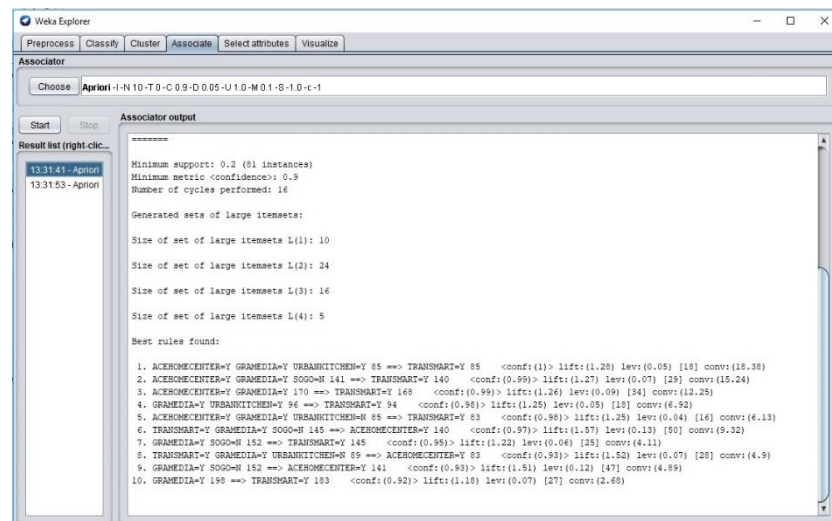 Weka Explorer
Preprocess Classify Cluster Associate Select attributes Visualize
Associator
Choose Apriori -I -N 10 -T 0 -C 0.9 -D 0.05 -U 1.0 -M 0.1 -S -1.0 -c -1
Start Stop
Result list (right-clic...
13:31:41 - Apriori
13:31:53 - Apriori
Associator output
=======
Minimum support: 0.2 (81 instances)
Minimum metric <confidence>: 0.9
Number of cycles performed: 16
Generated sets of large itemsets:
Size of set of large itemsets L(1): 10
Size of set of large itemsets L(2): 24
Size of set of large itemsets L(3): 16
Size of set of large itemsets L(4): 5
Best rules found:
1. ACEHOMECENTER=Y GRAMEDIA=Y URBANKITCHEN=Y 85 ==> TRANSMART=Y 85 <conf:(1)> lift:(1.28) lev:(0.05) [18] conv:(18.38)
2. ACEHOMECENTER=Y GRAMEDIA=Y SOGO=N 141 ==> TRANSMART=Y 140 <conf:(0.99)> lift:(1.27) lev:(0.07) [29] conv:(15.24)
3. ACEHOMECENTER=Y GRAMEDIA=Y 170 ==> TRANSMART=Y 168 <conf:(0.99)> lift:(1.26) lev:(0.09) [34] conv:(12.25)
4. GRAMEDIA=Y URBANKITCHEN=Y 96 ==> TRANSMART=Y 94 <conf:(0.98)> lift:(1.25) lev:(0.05) [18] conv:(6.92)
5. ACEHOMECENTER=Y GRAMEDIA=Y URBANKITCHEN=N 85 ==> TRANSMART=Y 83 <conf:(0.98)> lift:(1.25) lev:(0.04) [16] conv:(6.13)
6. TRANSMART=Y GRAMEDIA=Y SOGO=N 145 ==> ACEHOMECENTER=Y 140 <conf:(0.97)> lift:(1.57) lev:(0.13) [50] conv:(9.32)
7. GRAMEDIA=Y SOGO=N 152 ==> TRANSMART=Y 145 <conf:(0.95)> lift:(1.22) lev:(0.06) [25] conv:(4.11)
8. TRANSMART=Y GRAMEDIA=Y URBANKITCHEN=N 89 ==> ACEHOMECENTER=Y 83 <conf:(0.93)> lift:(1.52) lev:(0.07) [28] conv:(4.9)
9. GRAMEDIA=Y SOGO=N 152 ==> ACEHOMECENTER=Y 141 <conf:(0.93)> lift:(1.51) lev:(0.12) [47] conv:(4.89)
10. GRAMEDIA=Y 198 ==> TRANSMART=Y 183 <conf:(0.92)> lift:(1.18) lev:(0.07) [27] conv:(2.68)